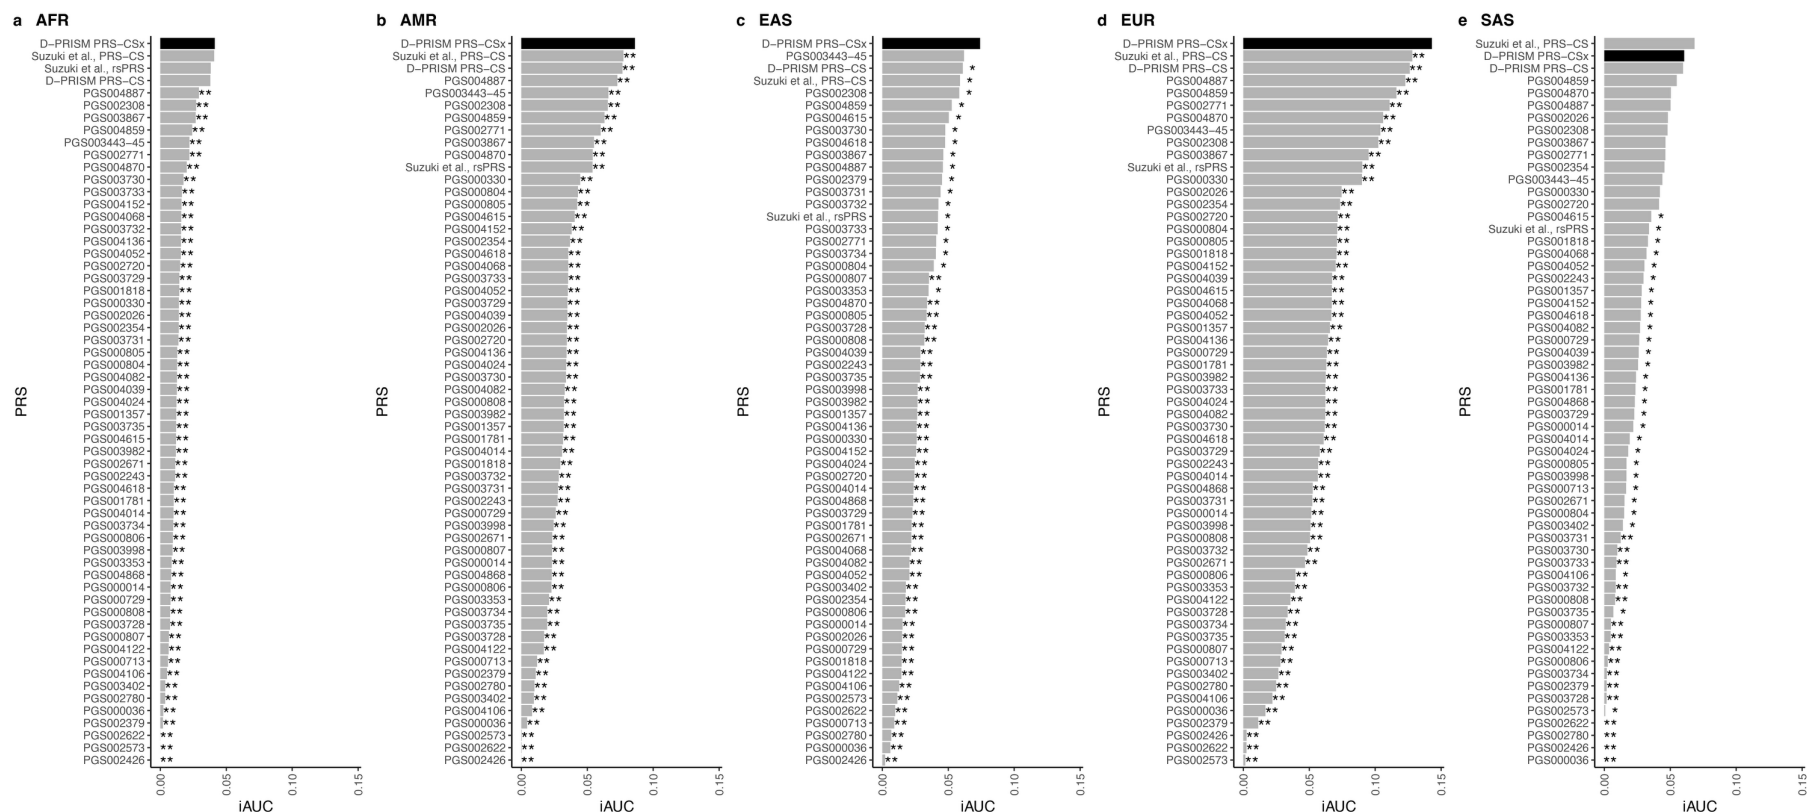 a AFR
D-PRISM PRS-CSx
Suzuki et al., PRS-CS
Suzuki et al., rsPRS
D-PRISM PRS-CS
PGS004887 **
PGS002308 **
PGS003867 **
PGS004859 **
PGS003443-45 **
PGS002771 **
PGS004870 **
PGS003730 **
PGS003733 **
PGS004152 **
PGS004068 **
PGS003732 **
PGS004136 **
PGS004052 **
PGS002720 **
PGS003729 **
PGS001818 **
PGS000330 **
PGS002026 **
PGS002354 **
PGS003731 **
PGS000805 **
PGS000804 **
PGS004082 **
PGS004039 **
PGS004024 **
PGS001357 **
PGS003735 **
PGS004615 **
PGS003982 **
PGS002671 **
PGS002243 **
PGS004618 **
PGS001781 **
PGS004014 **
PGS003734 **
PGS000806 **
PGS003998 **
PGS003353 **
PGS004868 **
PGS000014 **
PGS000729 **
PGS000808 **
PGS003728 **
PGS000807 **
PGS004122 **
PGS000713 **
PGS004106 **
PGS003402 **
PGS002780 **
PGS000036 **
PGS002379 **
PGS002622 **
PGS002573 **
PGS002426 **
PRS
0.00 0.05 0.10 0.15
iAUC
b AMR
D-PRISM PRS-CSx
Suzuki et al., PRS-CS **
D-PRISM PRS-CS **
PGS004887 **
PGS003443-45 **
PGS002308 **
PGS004859 **
PGS002771 **
PGS003867 **
PGS004870 **
Suzuki et al., rsPRS **
PGS000330 **
PGS000804 **
PGS000805 **
PGS004615 **
PGS004152 **
PGS002354 **
PGS004618 **
PGS004068 **
PGS003733 **
PGS004052 **
PGS003729 **
PGS004039 **
PGS002026 **
PGS002720 **
PGS004136 **
PGS004024 **
PGS003730 **
PGS004082 **
PGS000808 **
PGS003982 **
PGS001357 **
PGS001781 **
PGS004014 **
PGS001818 **
PGS003732 **
PGS003731 **
PGS002243 **
PGS000729 **
PGS003998 **
PGS002671 **
PGS000807 **
PGS000014 **
PGS004868 **
PGS000806 **
PGS003353 **
PGS003734 **
PGS003735 **
PGS003728 **
PGS004122 **
PGS000713 **
PGS002379 **
PGS002780 **
PGS003402 **
PGS004106 **
PGS000036 **
PGS002573 **
PGS002622 **
PGS002426 **
PRS
0.00 0.05 0.10 0.15
iAUC
c EAS
D-PRISM PRS-CSx
PGS003443-45
D-PRISM PRS-CS *
Suzuki et al., PRS-CS *
PGS002308 *
PGS004859 *
PGS004615 *
PGS003730 *
PGS004618 *
PGS003867 *
PGS004887 *
PGS002379 *
PGS003731 *
PGS003732 *
Suzuki et al., rsPRS *
PGS003733 *
PGS002771 *
PGS003734 *
PGS000804 *
PGS000807 **
PGS003353 *
PGS004870 **
PGS000805 **
PGS003728 **
PGS000808 **
PGS004039 **
PGS002243 **
PGS003735 **
PGS003998 **
PGS003982 **
PGS001357 **
PGS004136 **
PGS000330 **
PGS004152 **
PGS004024 **
PGS002720 **
PGS004014 **
PGS004868 **
PGS003729 **
PGS001781 **
PGS002671 **
PGS004068 **
PGS004082 **
PGS004052 **
PGS003402 **
PGS002354 **
PGS000806 **
PGS000014 **
PGS002026 **
PGS000729 **
PGS001818 **
PGS004122 **
PGS004106 **
PGS002573 **
PGS002622 **
PGS000713 **
PGS002780 **
PGS000036 **
PGS002426 **
PRS
0.00 0.05 0.10 0.15
iAUC
d EUR
D-PRISM PRS-CSx
Suzuki et al., PRS-CS **
D-PRISM PRS-CS **
PGS004887 **
PGS004859 **
PGS002771 **
PGS004870 **
PGS003443-45 **
PGS002308 **
PGS003867 **
Suzuki et al., rsPRS **
PGS000330 **
PGS002026 **
PGS002354 **
PGS002720 **
PGS000804 **
PGS000805 **
PGS001818 **
PGS004152 **
PGS004039 **
PGS004615 **
PGS004068 **
PGS004052 **
PGS001357 **
PGS004136 **
PGS000729 **
PGS001781 **
PGS003982 **
PGS003733 **
PGS004024 **
PGS004082 **
PGS003730 **
PGS004618 **
PGS003729 **
PGS002243 **
PGS004014 **
PGS004868 **
PGS003731 **
PGS000014 **
PGS003998 **
PGS000808 **
PGS003732 **
PGS002671 **
PGS000806 **
PGS003353 **
PGS004122 **
PGS003728 **
PGS003734 **
PGS003735 **
PGS000807 **
PGS000713 **
PGS003402 **
PGS002780 **
PGS004106 **
PGS000036 **
PGS002379 **
PGS002426 **
PGS002622 **
PGS002573 **
PRS
0.00 0.05 0.10 0.15
iAUC
e SAS
Suzuki et al., PRS-CS
D-PRISM PRS-CSx
D-PRISM PRS-CS
PGS004859
PGS004870
PGS004887
PGS002026
PGS002308
PGS003867
PGS002771
PGS002354
PGS003443-45
PGS000330
PGS002720
PGS004615 *
Suzuki et al., rsPRS *
PGS001818 *
PGS004068 *
PGS004052 *
PGS002243 *
PGS001357 *
PGS004152 *
PGS004618 *
PGS004082 *
PGS000729 *
PGS004039 *
PGS003982 *
PGS004136 *
PGS001781 *
PGS004868 *
PGS003729 *
PGS000014 *
PGS004014 *
PGS004024 *
PGS000805 *
PGS003998 *
PGS000713 *
PGS002671 *
PGS000804 *
PGS003402 *
PGS003731 **
PGS003730 **
PGS003733 **
PGS004106 *
PGS003732 *
PGS000808 **
PGS003735 *
PGS000807 **
PGS003353 **
PGS004122 **
PGS000806 **
PGS003734 **
PGS002379 **
PGS003728 **
PGS002573 *
PGS002622 **
PGS002780 **
PGS002426 **
PGS000036 **
PRS
0.00 0.05 0.10 0.15
iAUC